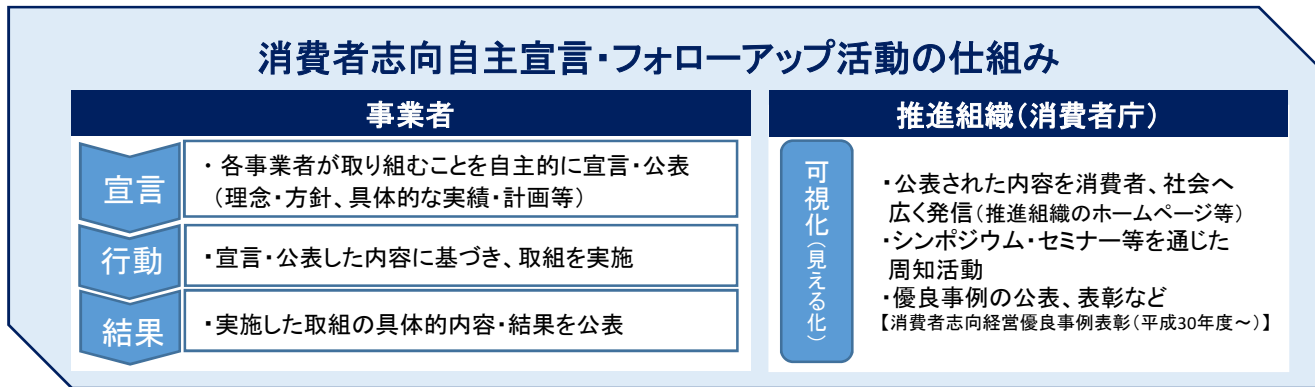 消費者志向自主宣言・フォローアップ活動の仕組み
事業者
宣言
・各事業者が取り組むことを自主的に宣言・公表
（理念・方針、具体的な実績・計画等）
行動
・宣言・公表した内容に基づき、取組を実施
結果
・実施した取組の具体的内容・結果を公表
推進組織（消費者庁）
可視化（見える化）
・公表された内容を消費者、社会へ
広く発信（推進組織のホームページ等）
・シンポジウム・セミナー等を通じた
周知活動
・優良事例の公表、表彰など
【消費者志向経営優良事例表彰（平成30年度～）】